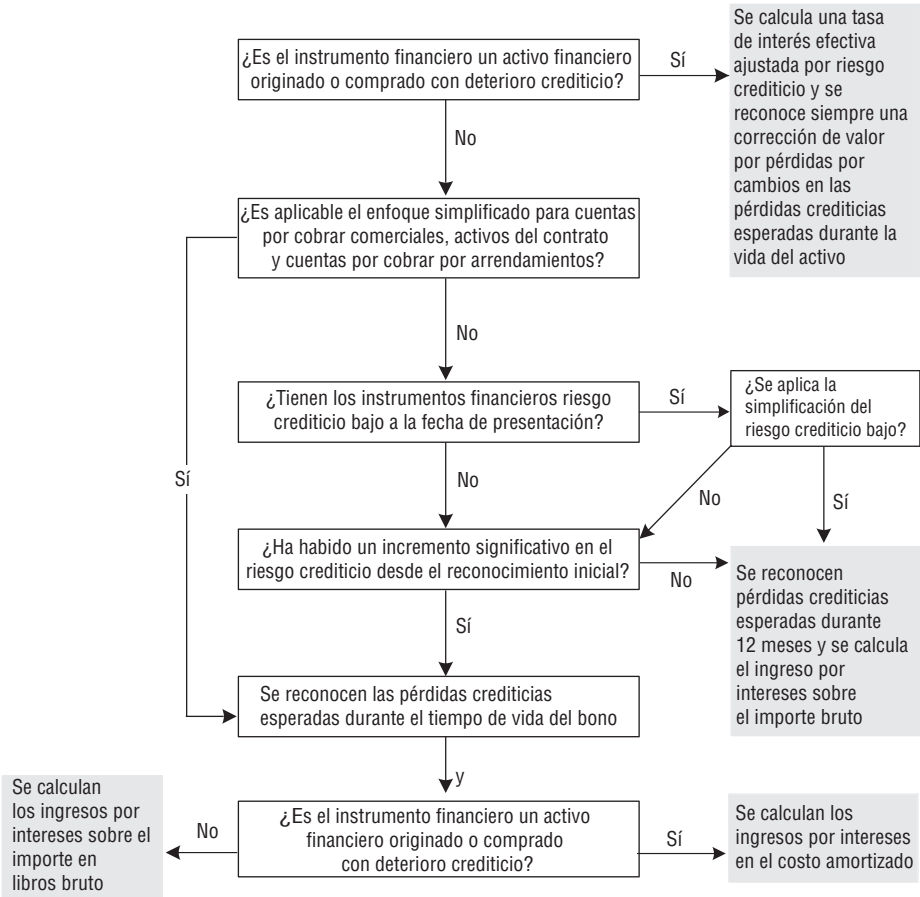 ¿Es el instrumento financiero un activo financiero
originado o comprado con deterioro crediticio?
Sí
Se calcula una tasa
de interés efectiva
ajustada por riesgo
crediticio y se
reconoce siempre una
corrección de valor
por pérdidas por
cambios en las
pérdidas crediticias
esperadas durante la
vida del activo
No
¿Es aplicable el enfoque simplificado para cuentas
por cobrar comerciales, activos del contrato
y cuentas por cobrar por arrendamientos?
No
¿Tienen los instrumentos financieros riesgo
crediticio bajo a la fecha de presentación?
Sí
¿Se aplica la
simplificación del
riesgo crediticio bajo?
Sí
No
No
Sí
¿Ha habido un incremento significativo en el
riesgo crediticio desde el reconocimiento inicial?
No
Se reconocen
pérdidas crediticias
esperadas durante
12 meses y se calcula
el ingreso por
intereses sobre
el importe bruto
Sí
Se reconocen las pérdidas crediticias
esperadas durante el tiempo de vida del bono
y
Se calculan
los ingresos por
intereses sobre el
importe en
libros bruto
No
¿Es el instrumento financiero un activo
financiero originado o comprado
con deterioro crediticio?
Sí
Se calculan los
ingresos por intereses
en el costo amortizado